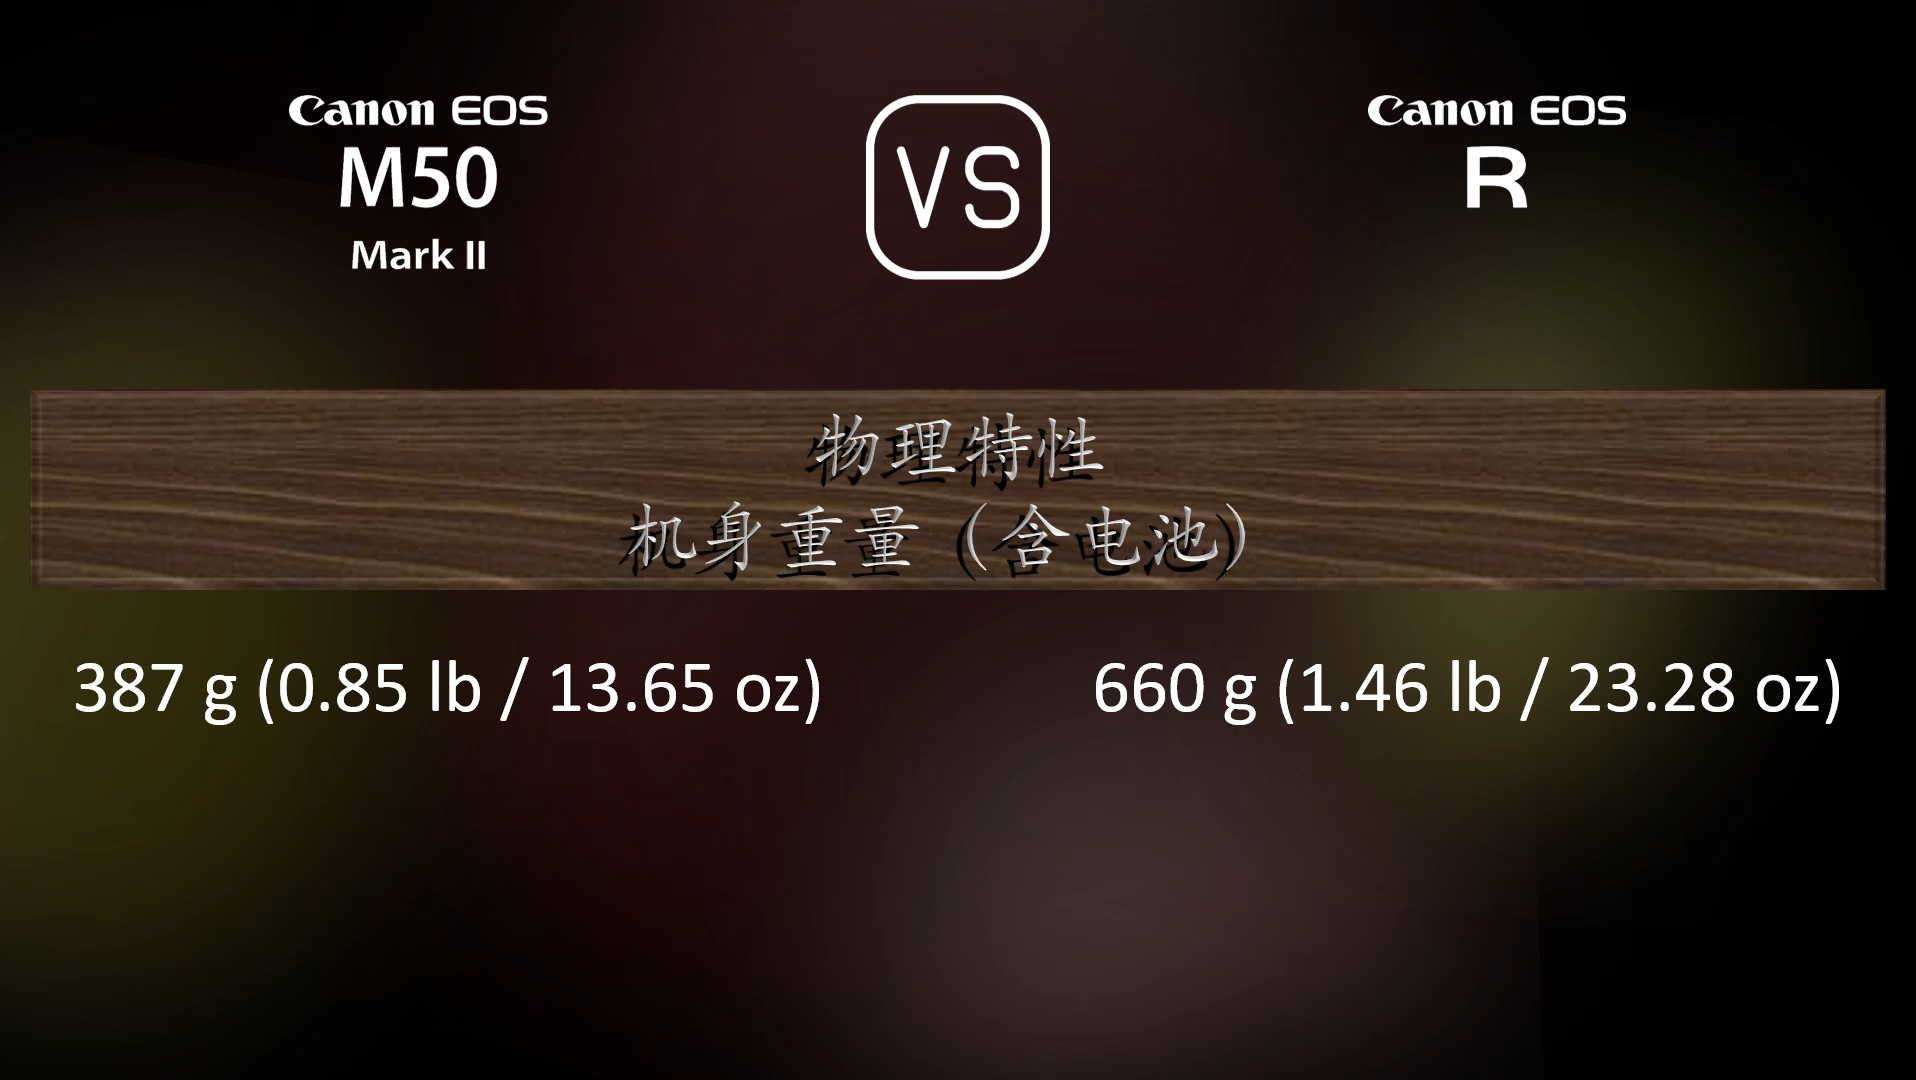 Canon EOS
M50
Mark II
VS
Canon EOS
R
物理特性
机身重量（含电池）
387 g (0.85 lb / 13.65 oz)
660 g (1.46 lb / 23.28 oz)